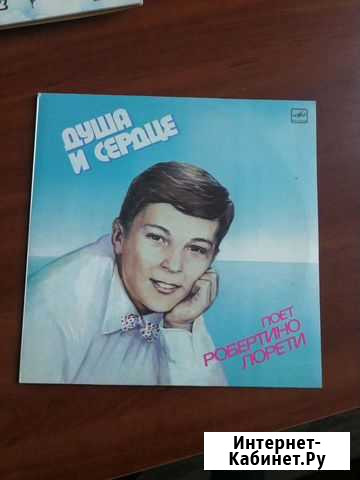 ДУША
И СЕРДЦЕ
ПОЕТ
РОБЕРТИНО
ЛОРЕТИ
Интернет-
Кабинет.Ру